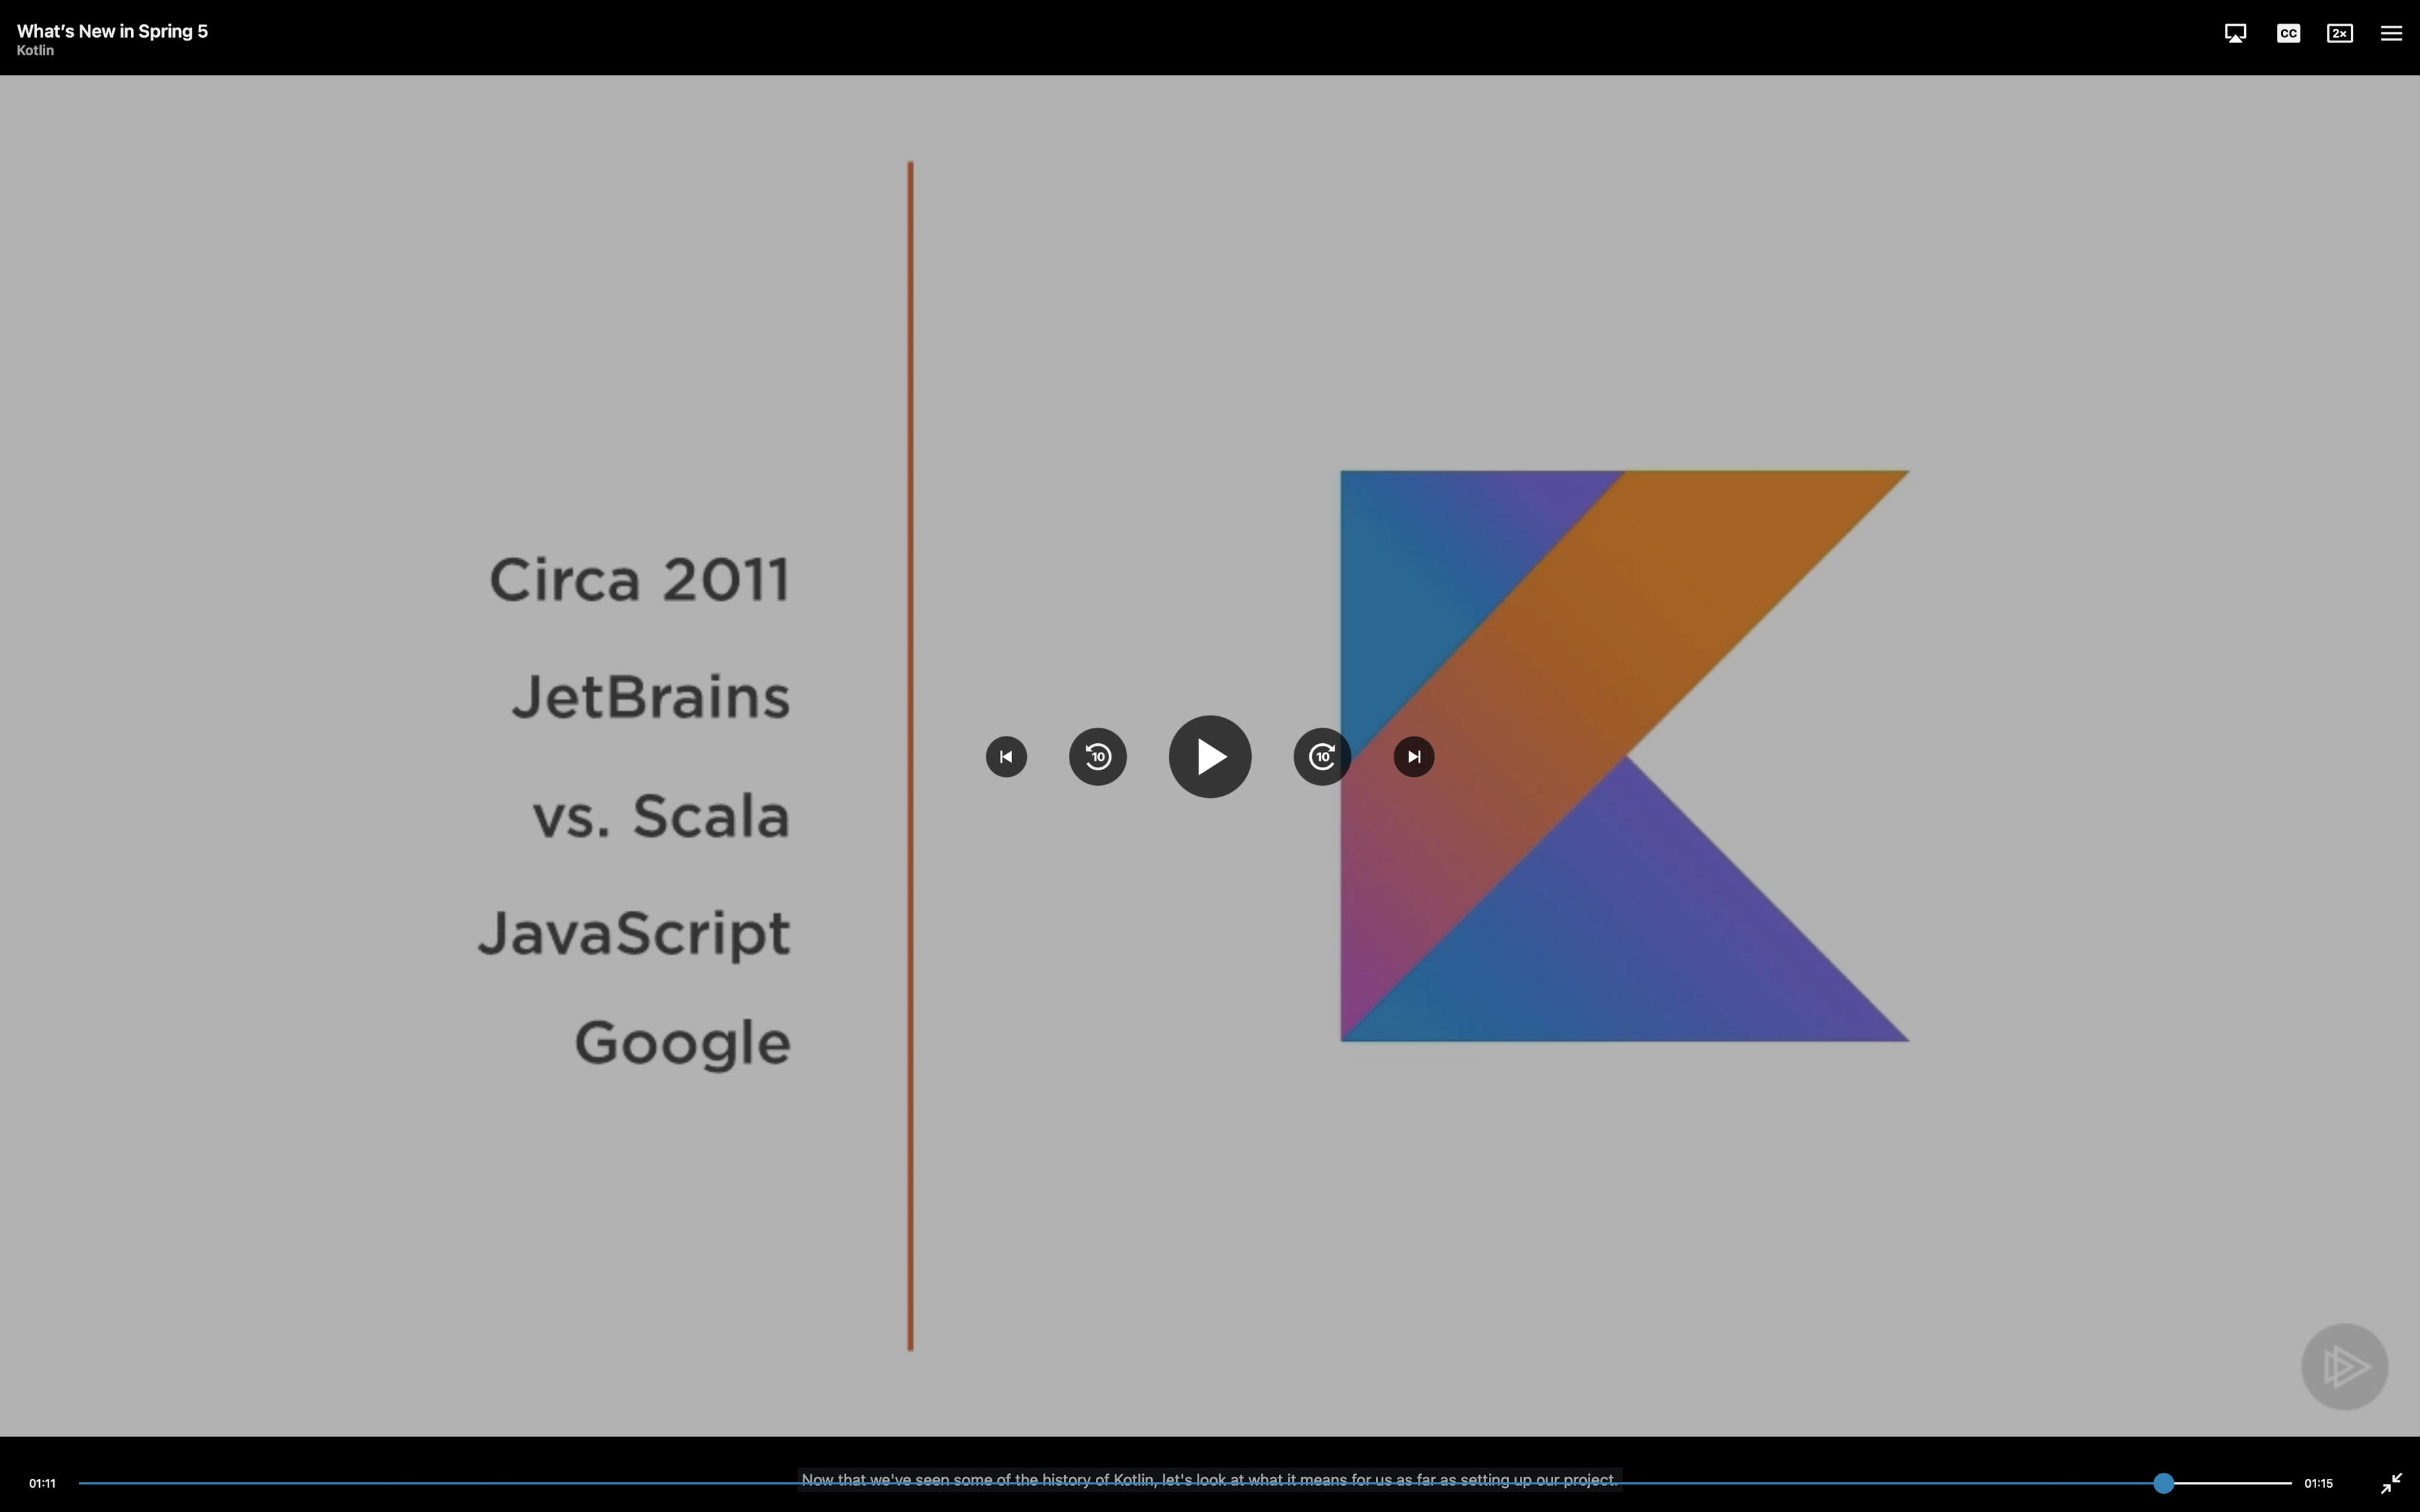 What's New in Spring 5
Kotlin
CC
2×
Circa 2011
JetBrains
vs. Scala
JavaScript
Google
10
10
01:11
Now that we've seen some of the history of Kotlin, let's look at what it means for us as far as setting up our project.
01:15